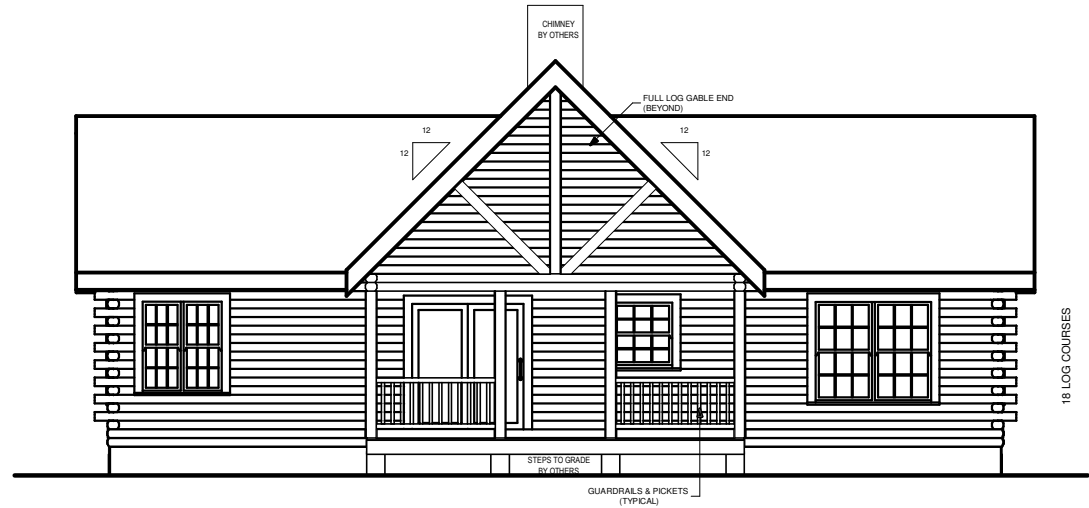 CHIMNEY
BY OTHERS
FULL LOG GABLE END
(BEYOND)
12
12
12
12
18 LOG COURSES
STEPS TO GRADE
BY OTHERS
GUARDRAILS & PICKETS
(TYPICAL)